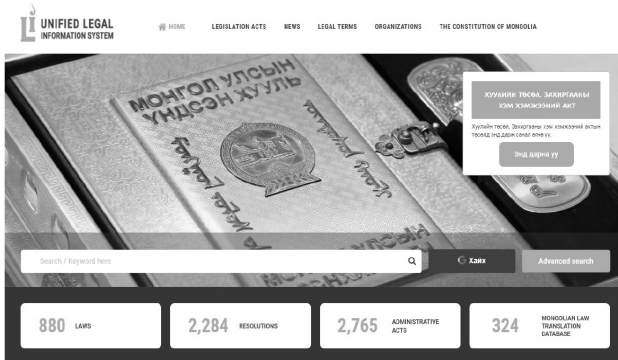 UNIFIED LEGAL
INFORMATION SYSTEM
HOME
LEGISLATION ACTS
NEWS
LEGAL TERMS
ORGANIZATIONS
THE CONSTITUTION OF MONGOLIA
МОНГОЛ УЛСЫН
ҮНДСЭН ХУУЛЬ
ХУУЛИЙН ТӨСӨЛ, ЗАХИРГААНЫ
ХЭМ ХЭМЖЭЭНИЙ АКТ
Хуулийн төсөл, Захиргааны хэм хэмжээний актын
төсөлд энд дарж санал өгнө үү.
Энд дарна уу
Search / Keyword here
Хайх
Advanced search
880 LAWS
2,284 RESOLUTIONS
2,765 ADMINISTRATIVE
ACTS
324 MONGOLIAN LAW
TRANSLATION
DATABASE